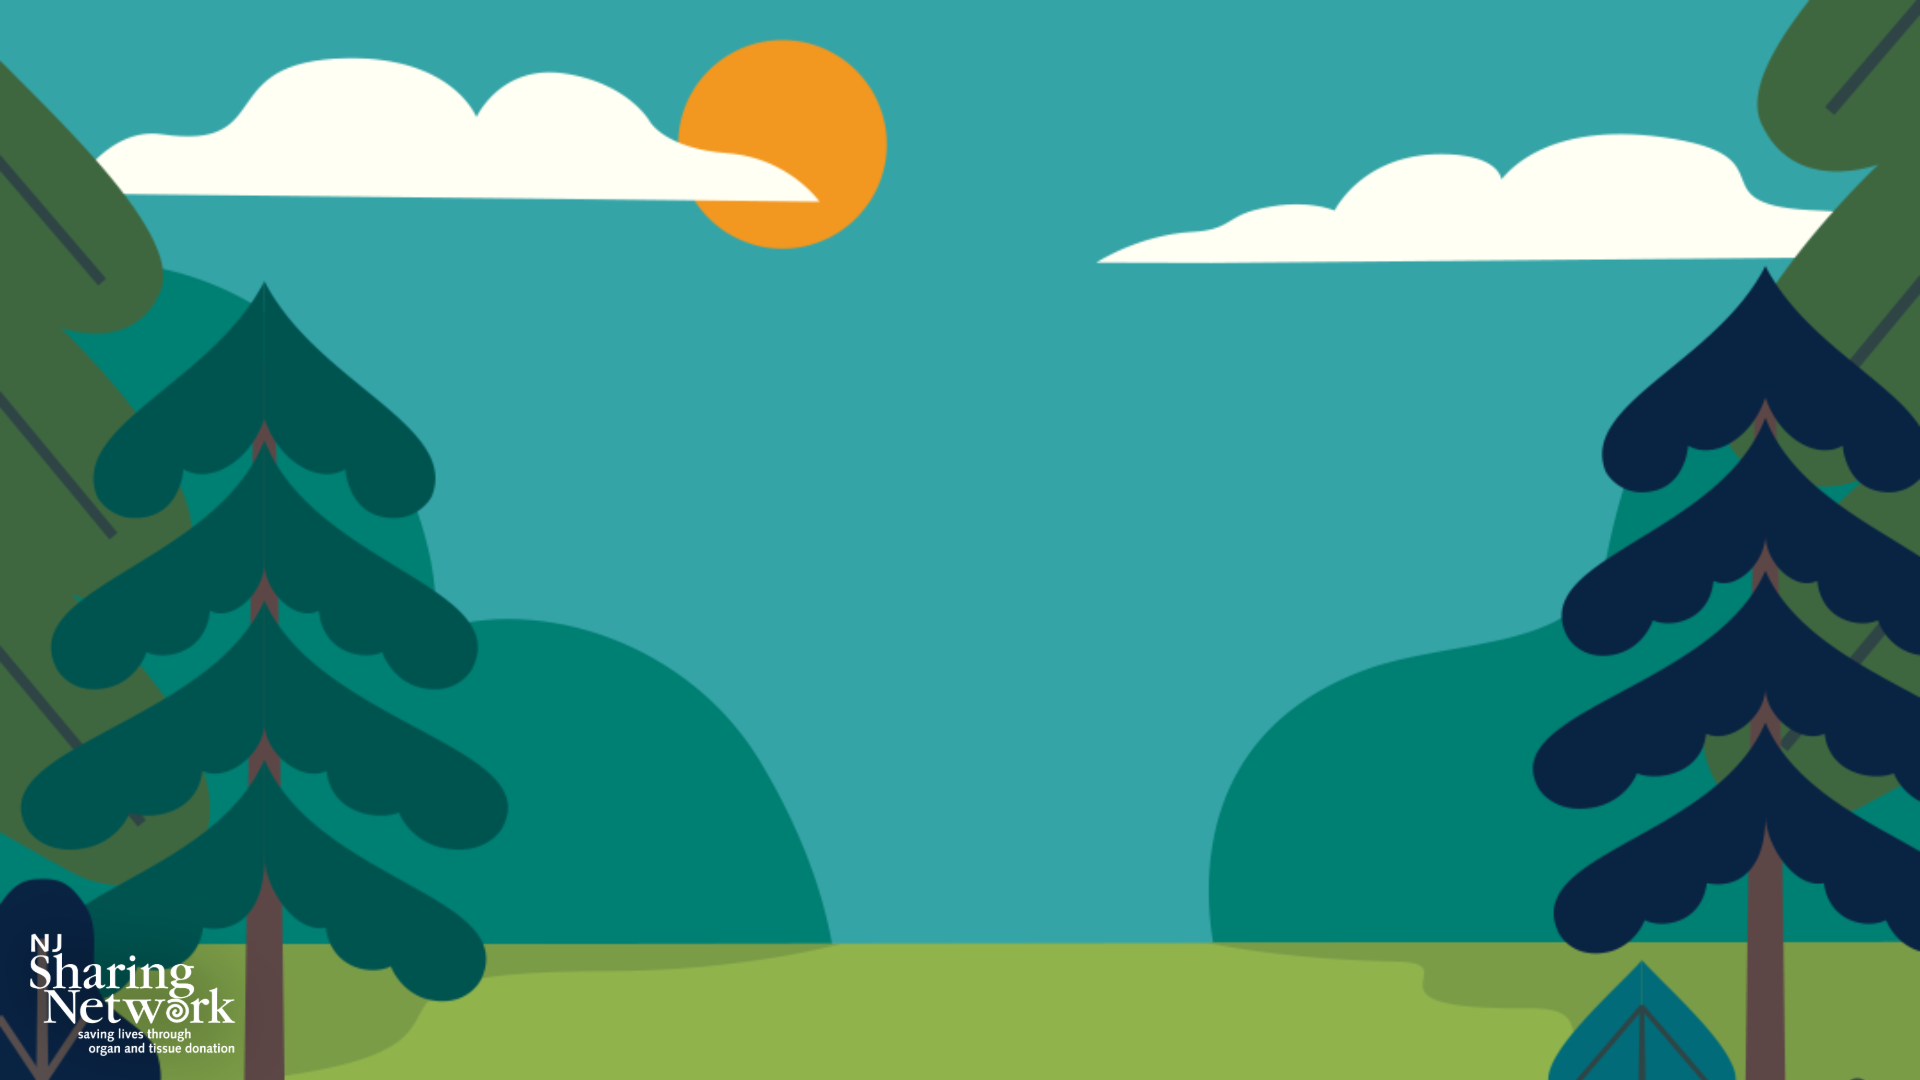 NJ
Sharing
Network
saving lives through
organ and tissue donation